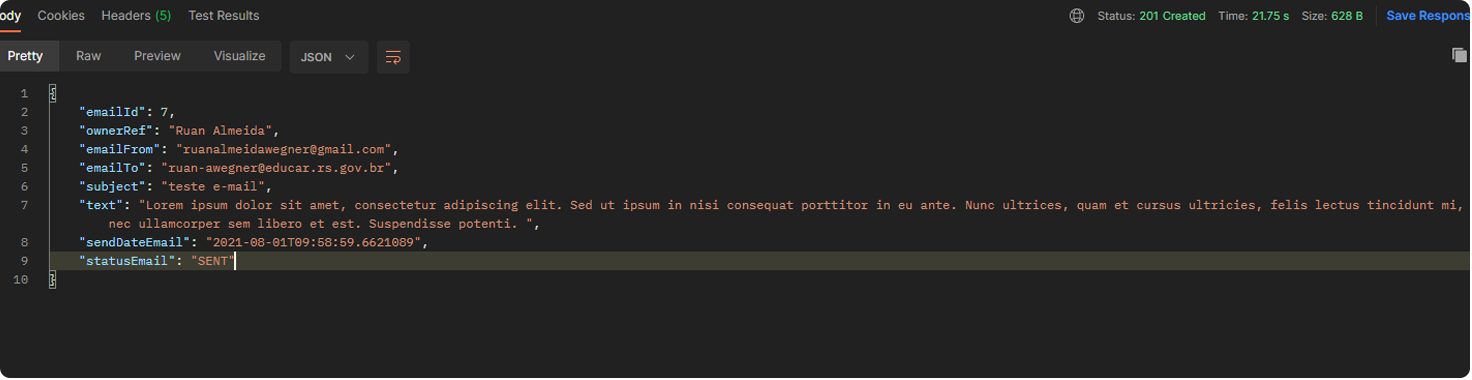 ody Cookies Headers (5) Test Results Status: 201 Created Time: 21.75 s Size: 628 B Save Respons
Pretty Raw Preview Visualize JSON
1 {
2 "emailId": 7,
3 "ownerRef": "Ruan Almeida",
4 "emailFrom": "ruanalmeidawegner@gmail.com",
5 "emailTo": "ruan-awegner@educar.rs.gov.br",
6 "subject": "teste e-mail",
7 "text": "Lorem ipsum dolor sit amet, consectetur adipiscing elit. Sed ut ipsum in nisi consequat porttitor in eu ante. Nunc ultrices, quam et cursus ultricies, felis lectus tincidunt mi,
nec ullamcorper sem libero et est. Suspendisse potenti. ",
8 "sendDateEmail": "2021-08-01T09:58:59.6621089",
9 "statusEmail": "SENT"
10 }